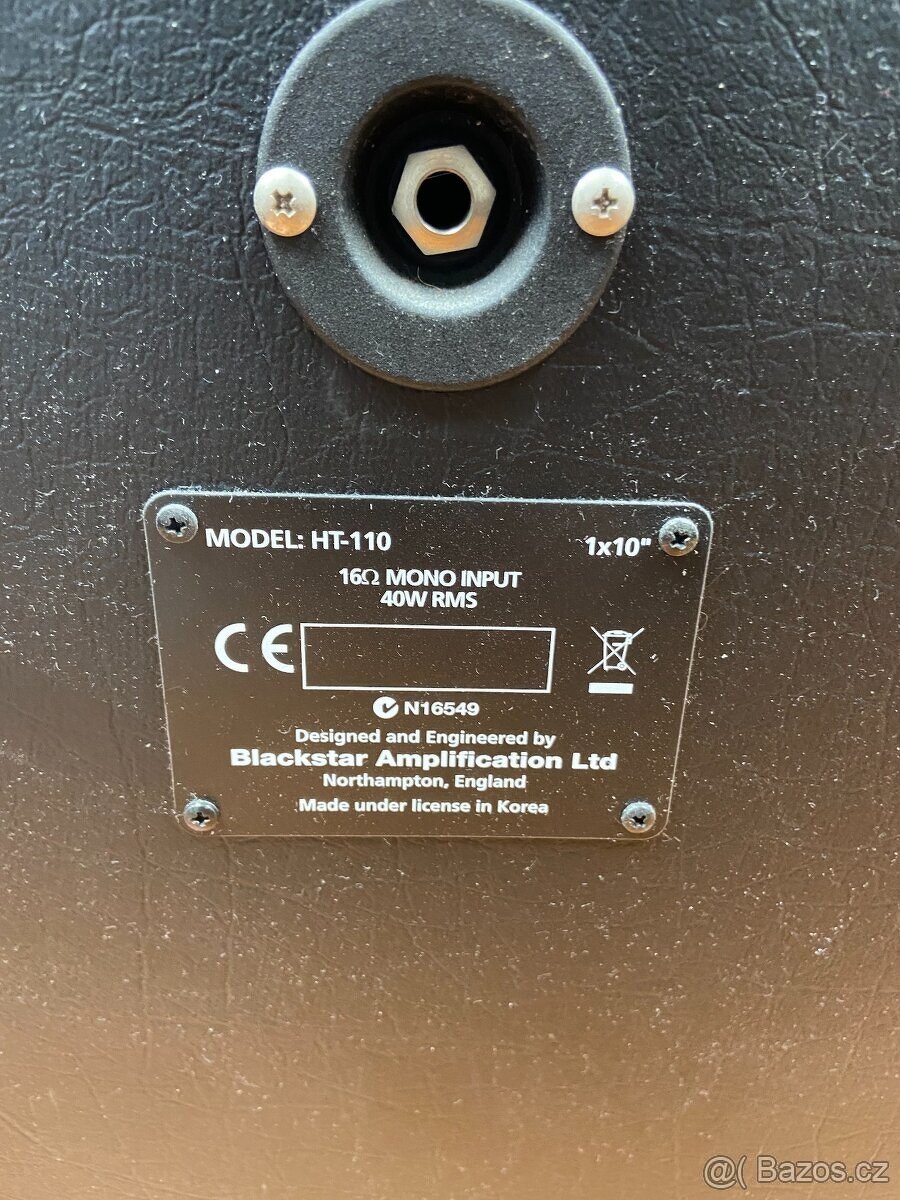 MODEL: HT-110
1x10"
16Ω MONO INPUT
40W RMS
CE
N16549
Designed and Engineered by
Blackstar Amplification Ltd
Northampton, England
Made under license in Korea
@( Bazos.cz